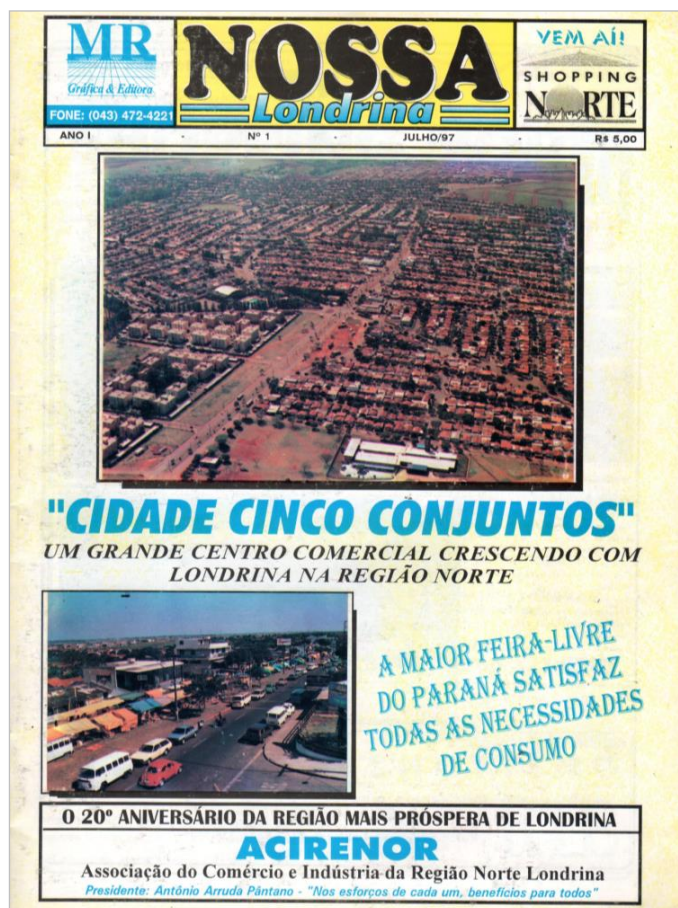 MR
Gráfica & Editora
FONE: (043) 472-4221
NOSSA
Londrina
VEM AÍ!
SHOPPING
NORTE
ANO I - Nº 1 - JULHO/97 - R$ 5,00
"CIDADE CINCO CONJUNTOS"
UM GRANDE CENTRO COMERCIAL CRESCENDO COM
LONDRINA NA REGIÃO NORTE
A MAIOR FEIRA-LIVRE
DO PARANÁ SATISFAZ
TODAS AS NECESSIDADES
DE CONSUMO
O 20º ANIVERSÁRIO DA REGIÃO MAIS PRÓSPERA DE LONDRINA
ACIRENOR
Associação do Comércio e Indústria da Região Norte Londrina
Presidente: Antônio Arruda Pântano - "Nos esforços de cada um, benefícios para todos"